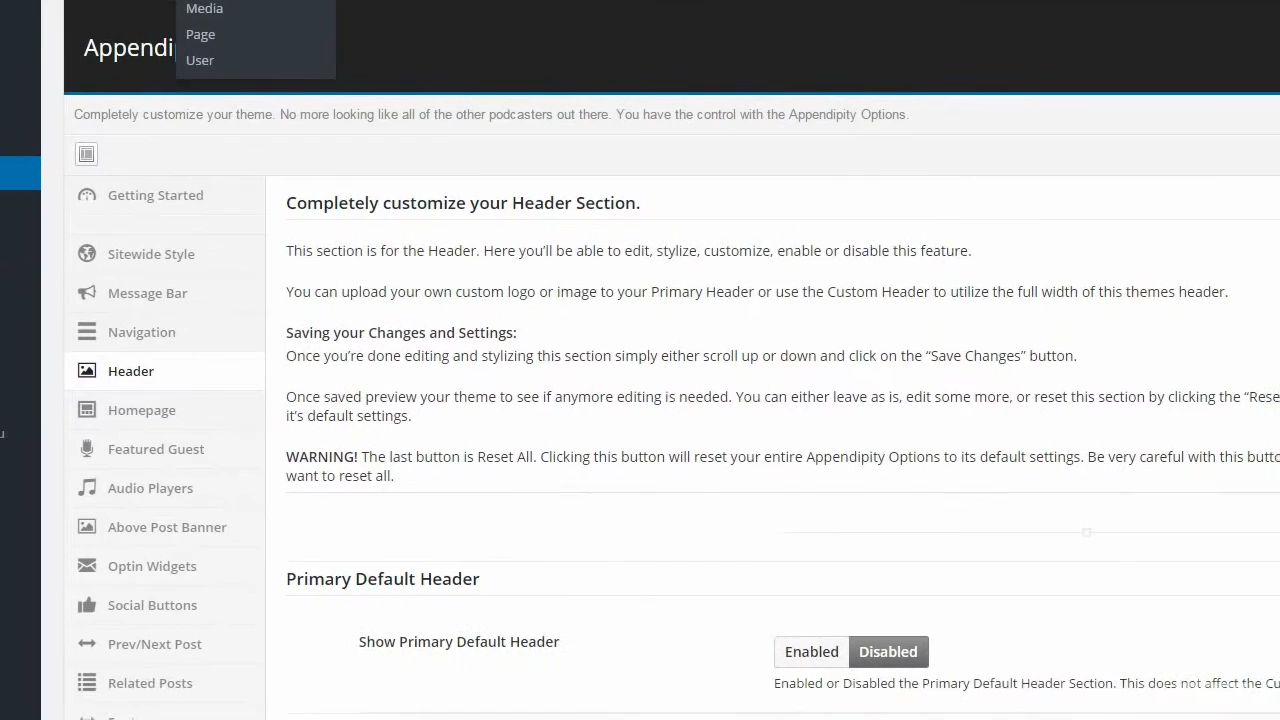 Media
Page
User
Appendi
Completely customize your theme. No more looking like all of the other podcasters out there. You have the control with the Appendipity Options.
Getting Started
Sitewide Style
Message Bar
Navigation
Header
Homepage
Featured Guest
Audio Players
Above Post Banner
Optin Widgets
Social Buttons
Prev/Next Post
Related Posts
Completely customize your Header Section.
This section is for the Header. Here you’ll be able to edit, stylize, customize, enable or disable this feature.
You can upload your own custom logo or image to your Primary Header or use the Custom Header to utilize the full width of this themes header.
Saving your Changes and Settings:
Once you’re done editing and stylizing this section simply either scroll up or down and click on the “Save Changes” button.
Once saved preview your theme to see if anymore editing is needed. You can either leave as is, edit some more, or reset this section by clicking the “Rese
it’s default settings.
WARNING! The last button is Reset All. Clicking this button will reset your entire Appendipity Options to its default settings. Be very careful with this butto
want to reset all.
Primary Default Header
Show Primary Default Header
Enabled Disabled
Enabled or Disabled the Primary Default Header Section. This does not affect the Cu